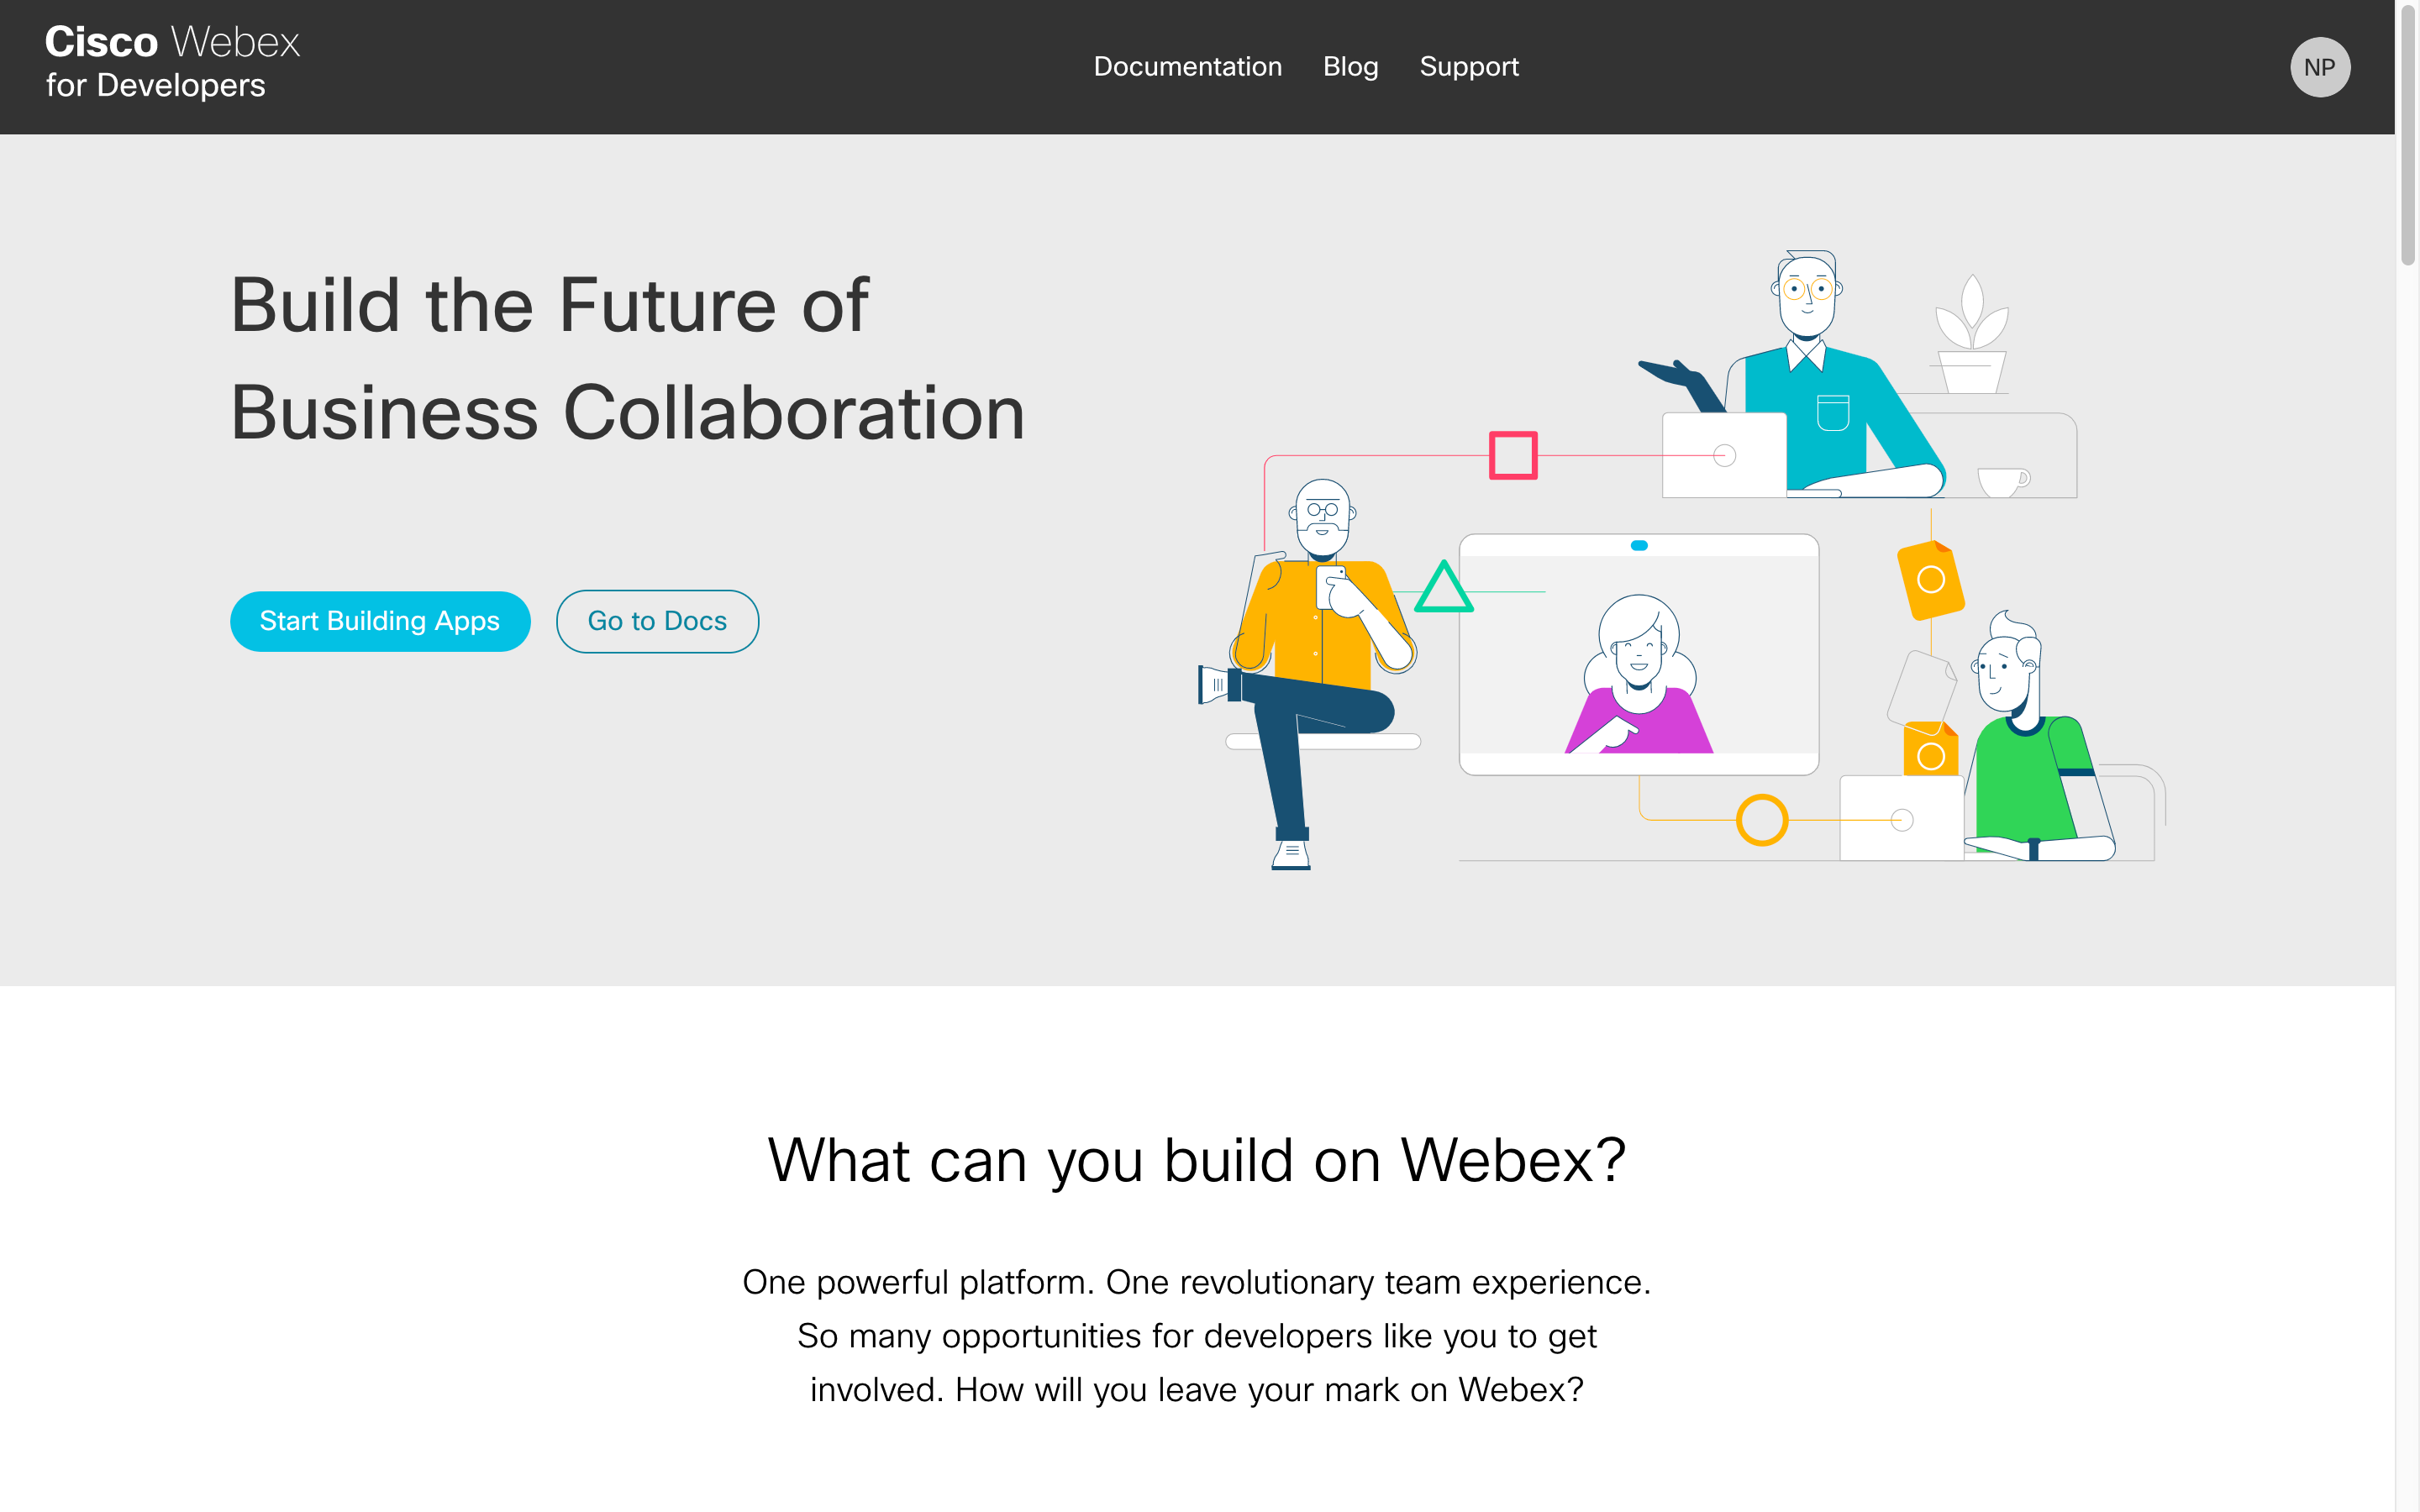 Cisco Webex
for Developers
Documentation Blog Support
NP
Build the Future of
Business Collaboration
Start Building Apps
Go to Docs
What can you build on Webex?
One powerful platform. One revolutionary team experience.
So many opportunities for developers like you to get
involved. How will you leave your mark on Webex?